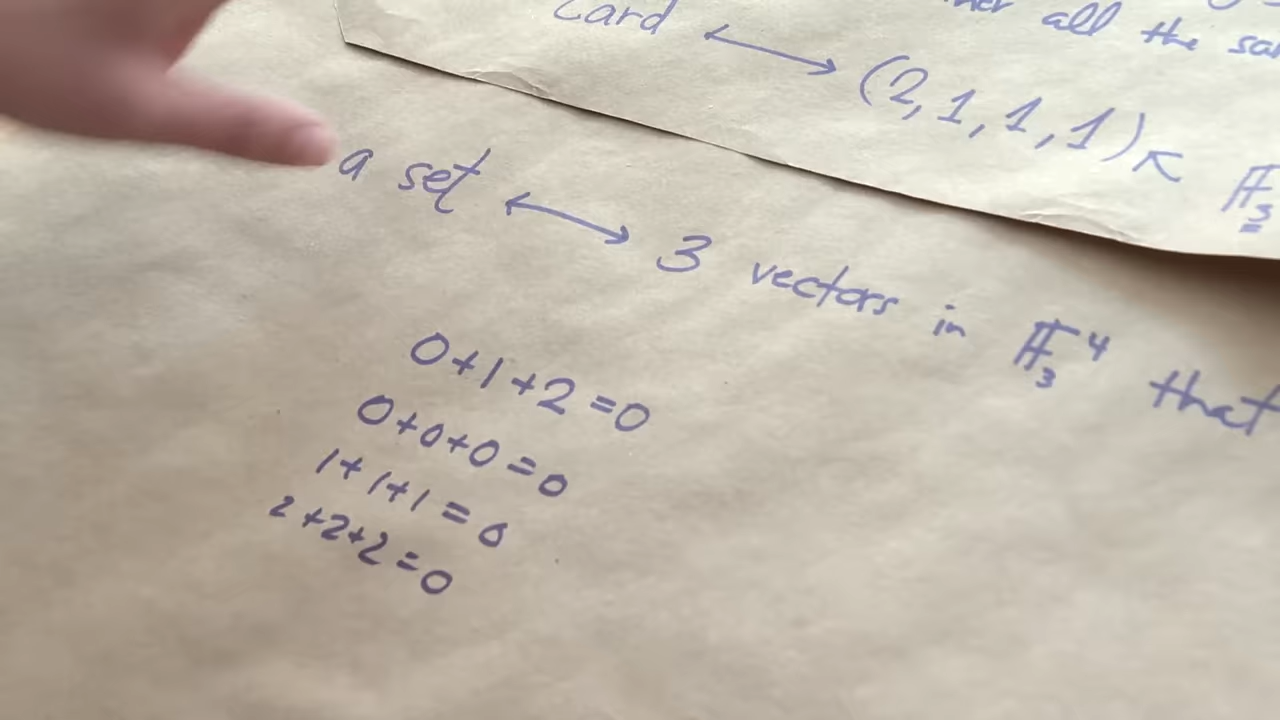 all the
Card ⟷ (2,1,1,1) ↖ 𝔽₃
a set ⟷ 3 vectors in 𝔽₃⁴ that
0+1+2=0
0+0+0=0
1+1+1=0
2+2+2=0